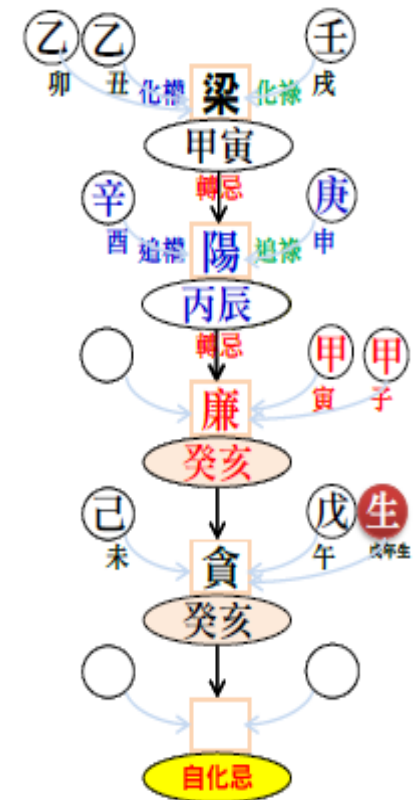 乙 乙 壬
卯 丑 化權 梁 化祿 戌
甲寅
轉忌
辛 庚
酉 追權 陽 追祿 申
丙辰
轉忌
甲 甲
廉 寅 子
癸亥
己 戊 生
未 貪 午 戊年生
癸亥
自化忌